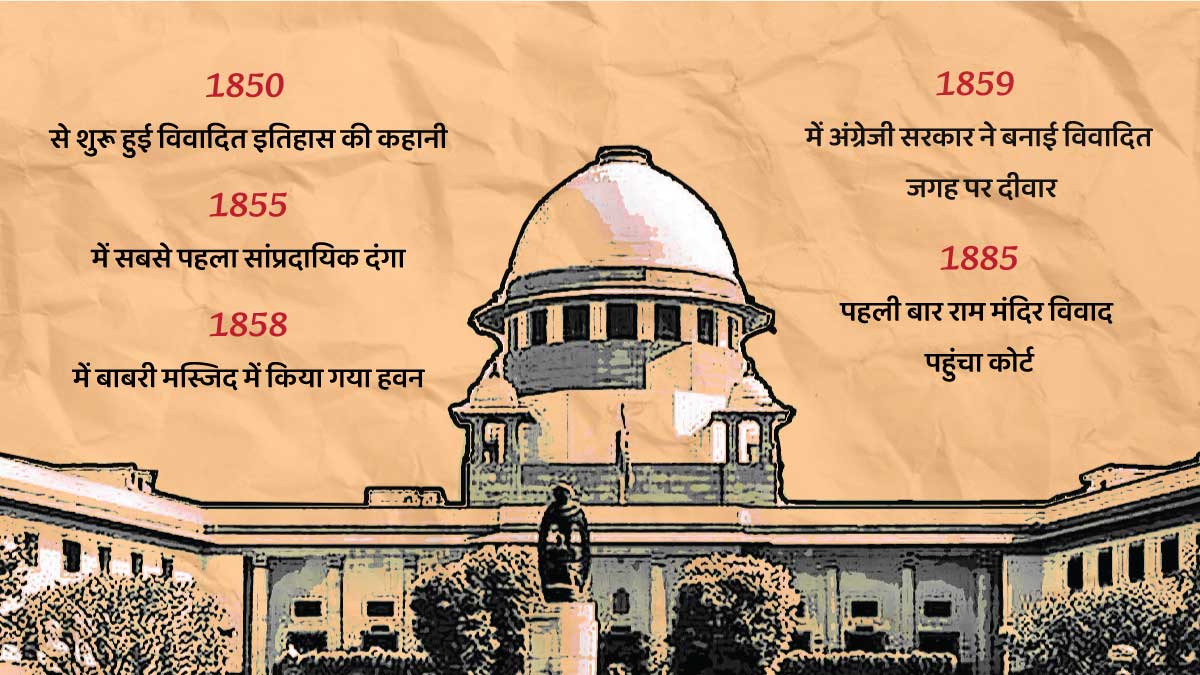 1850
से शुरू हुई विवादित इतिहास की कहानी
1855
में सबसे पहला सांप्रदायिक दंगा
1858
में बाबरी मस्जिद में किया गया हवन
1859
में अंग्रेजी सरकार ने बनाई विवादित
जगह पर दीवार
1885
पहली बार राम मंदिर विवाद
पहुंचा कोर्ट